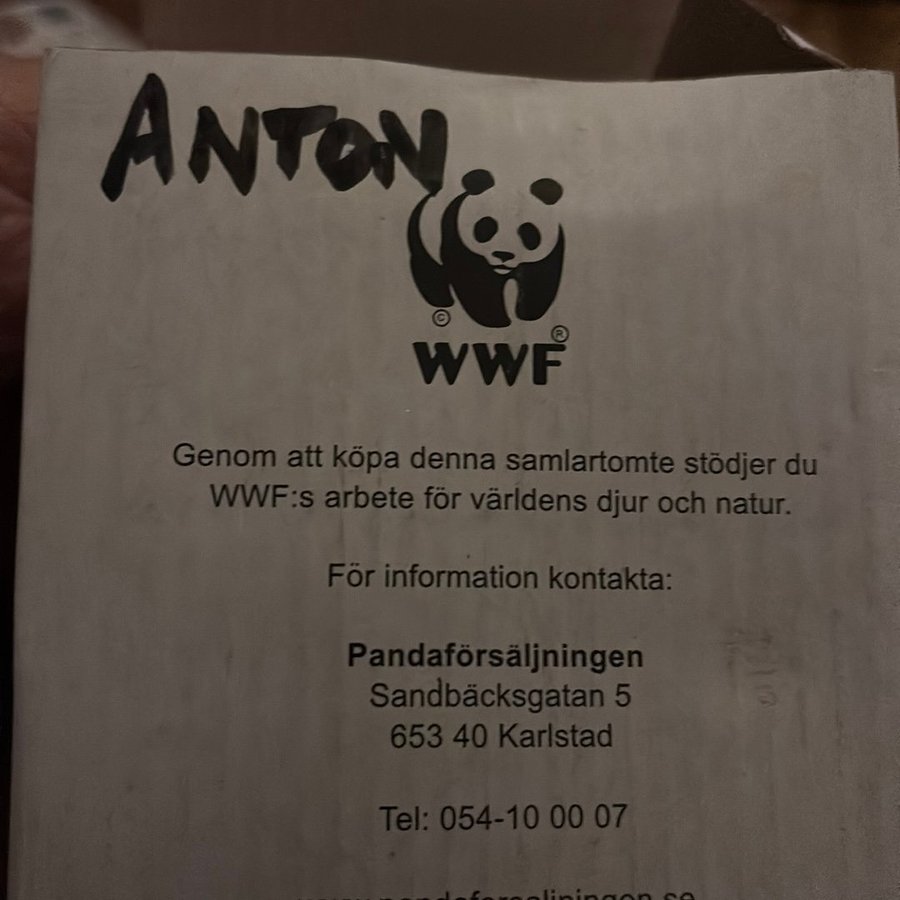 ANTON
©
®
WWF
Genom att köpa denna samlartomte stödjer du
WWF:s arbete för världens djur och natur.
För information kontakta:
Pandaförsäljningen
Sandbäcksgatan 5
653 40 Karlstad
Tel: 054-10 00 07